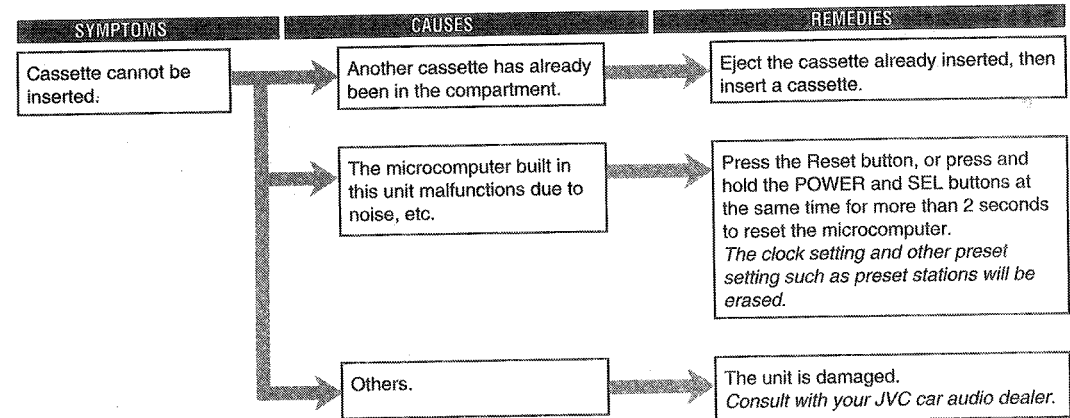 SYMPTOMS
CAUSES
REMEDIES
Cassette cannot be
inserted.
Another cassette has already
been in the compartment.
Eject the cassette already inserted, then
insert a cassette.
The microcomputer built in
this unit malfunctions due to
noise, etc.
Press the Reset button, or press and
hold the POWER and SEL buttons at
the same time for more than 2 seconds
to reset the microcomputer.
The clock setting and other preset
setting such as preset stations will be
erased.
Others.
The unit is damaged.
Consult with your JVC car audio dealer.